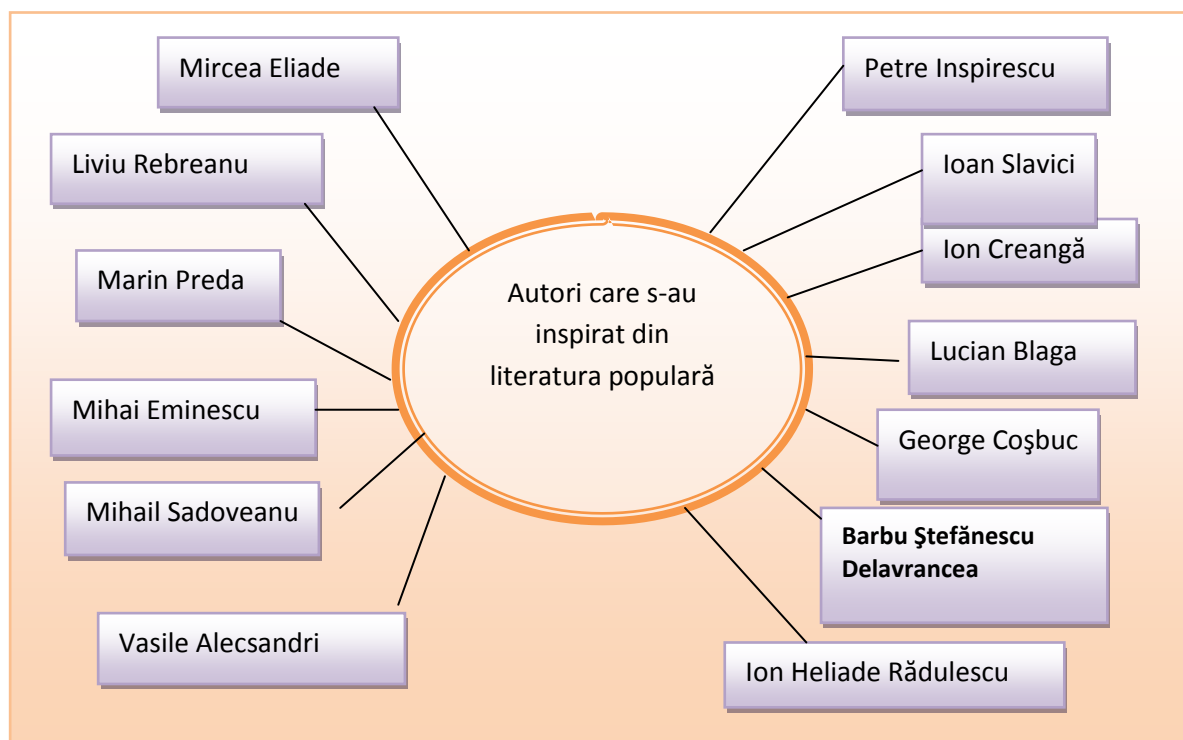 Mircea Eliade
Petre Inspirescu
Liviu Rebreanu
Ioan Slavici
Marin Preda
Ion Creangă
Autori care s-au
inspirat din
literatura populară
Lucian Blaga
Mihai Eminescu
George Coşbuc
Mihail Sadoveanu
Barbu Ştefănescu
Delavrancea
Vasile Alecsandri
Ion Heliade Rădulescu